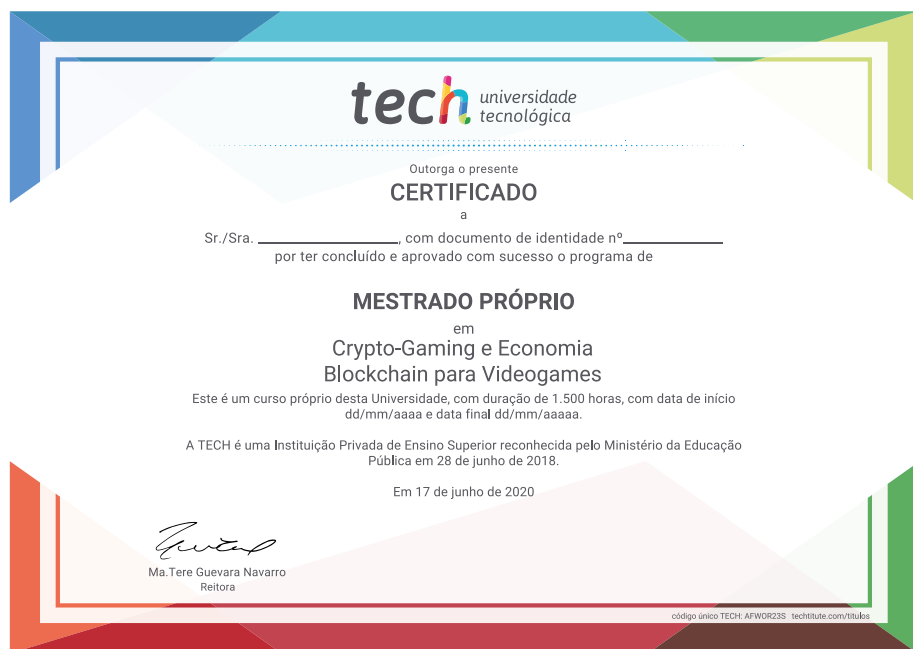 tech universidade
tecnológica
Outorga o presente
CERTIFICADO
a
Sr./Sra. ____________________, com documento de identidade nº______________
por ter concluído e aprovado com sucesso o programa de
MESTRADO PRÓPRIO
em
Crypto-Gaming e Economia
Blockchain para Videogames
Este é um curso próprio desta Universidade, com duração de 1.500 horas, com data de início
dd/mm/aaaa e data final dd/mm/aaaaa.
A TECH é uma Instituição Privada de Ensino Superior reconhecida pelo Ministério da Educação
Pública em 28 de junho de 2018.
Em 17 de junho de 2020
Ma.Tere Guevara Navarro
Reitora
código único TECH: AFWOR23S techtitute.com/titulos